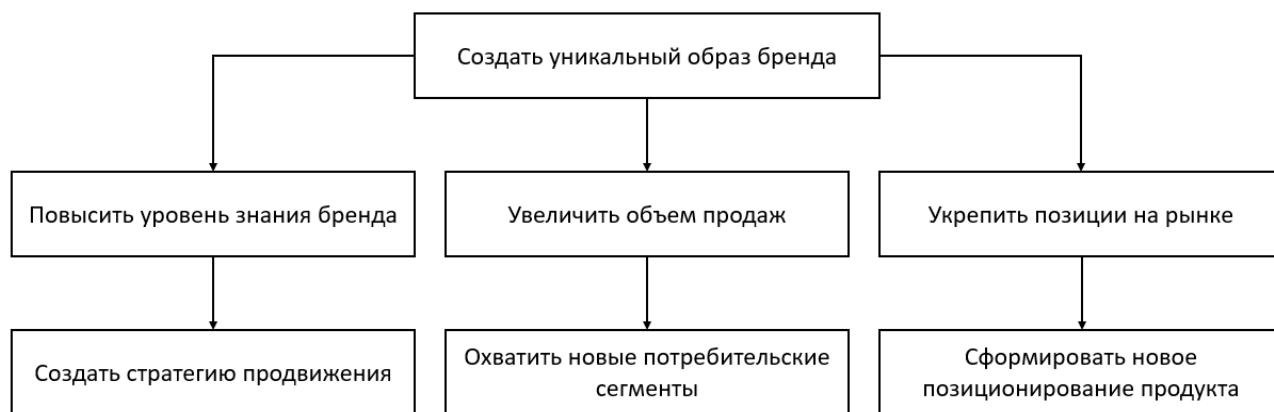 Создать уникальный образ бренда
Повысить уровень знания бренда
Увеличить объем продаж
Укрепить позиции на рынке
Создать стратегию продвижения
Охватить новые потребительские
сегменты
Сформировать новое
позиционирование продукта